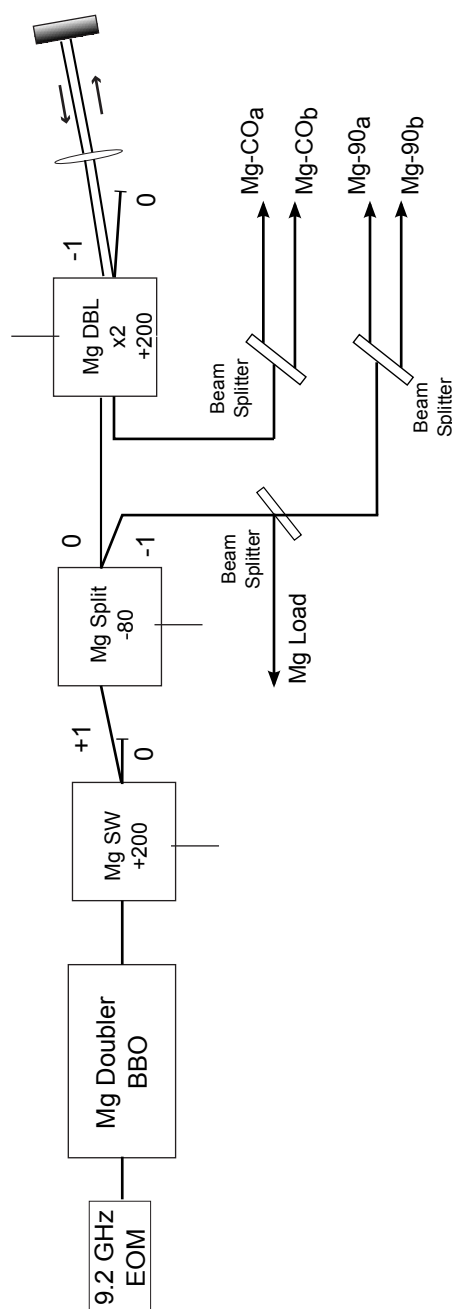 9.2 GHz
EOM
Mg Doubler
BBO
Mg SW
+200
+1
0
Mg Split
-80
0
-1
Beam
Splitter
Mg Load
Mg DBL
x2
+200
-1
0
Beam
Splitter
Mg-COa
Mg-COb
Beam
Splitter
Mg-90a
Mg-90b